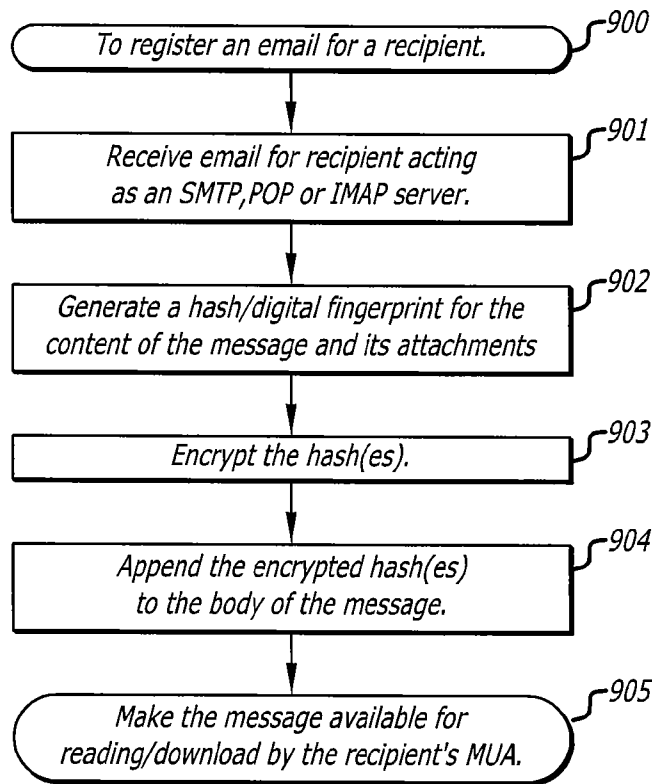 900
To register an email for a recipient.
901
Receive email for recipient acting
as an SMTP,POP or IMAP server.
902
Generate a hash/digital fingerprint for the
content of the message and its attachments
903
Encrypt the hash(es).
904
Append the encrypted hash(es)
to the body of the message.
905
Make the message available for
reading/download by the recipient's MUA.